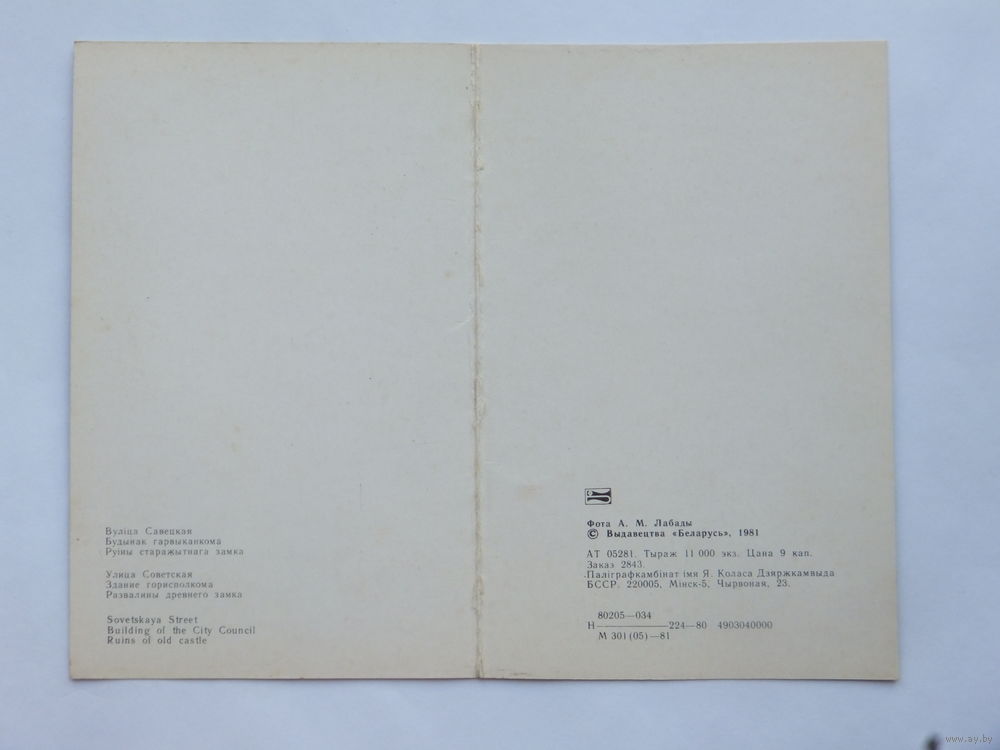 Вуліца Савецкая
Будынак гарвыканкома
Руіны старажытнага замка
Улица Советская
Здание горисполкома
Развалины древнего замка
Sovetskaya Street
Building of the City Council
Ruins of old castle
Фота А. М. Лабады
© Выдавецтва «Беларусь», 1981
АТ 05281. Тыраж 11 000 экз. Цана 9 кап.
Заказ 2843.
Паліграфкамбінат імя Я. Коласа Дзяржкамвыда
БССР. 220005, Мінск-5, Чырвоная, 23.
80205—034
Н————224—80 4903040000
М 301 (05)—81
www.ay.by